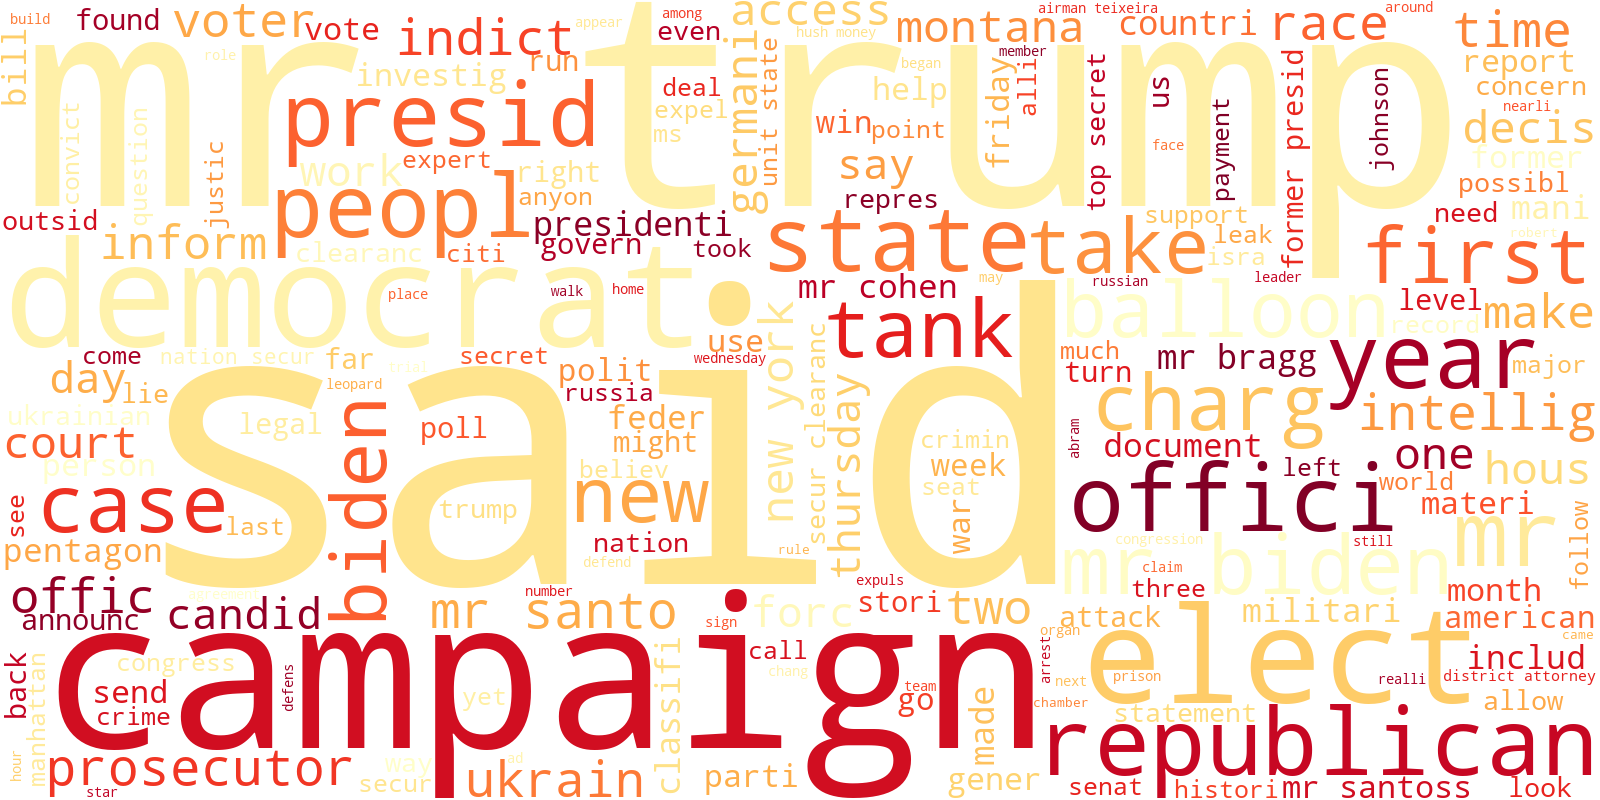 build
found
voter
vote
indict
appear
among
even
access
airman teixeira
hush money
montana
countri
race
around
time
bill
mr trump
role
run
investig
deal
expel
ms
germani
unit state
help
began
member
friday
alli
top secret
us
payment
former presid
johnson
report
concern
nearli
decis
former
possibl
convict
question
justic
presid
expert
win
point
say
face
work
right
anyon
peopl
outsid
inform
clearanc
citi
presidenti
govern
took
repres
state
take
support
leak
isra
need
mani
robert
first
democrat
place
walk
home
mr cohen
may
russian
leader
balloon
level
record
make
come
nation secur
far
leopard
secret
use
wednesday
trial
polit
russia
new york
tank
secur clearanc
much
turn
mr bragg
year
major
day
lie
ukrainian
legal
biden
poll
feder
might
believ
thursday
said
crimin
week
seat
war
abram
charg
document
intellig
one
left
world
hous
court
person
case
see
last
trump
new
nation
defend
rule
offici
materi
mr
follow
pentagon
congression
still
mr biden
claim
three
month
offic
announc
candid
number
mr santo
expuls
stori
forc
two
attack
militari
american
sign
call
organ
came
campaign
elect
includ
back
manhattan
congress
send
crime
defens
yet
classifi
chang
team
go
made
arrest
next
prison
chamber
statement
realli
district attorney
allow
republican
hour
star
prosecutor
way
secur
ukrain
ad
parti
gener
senat
histori
mr santoss
look